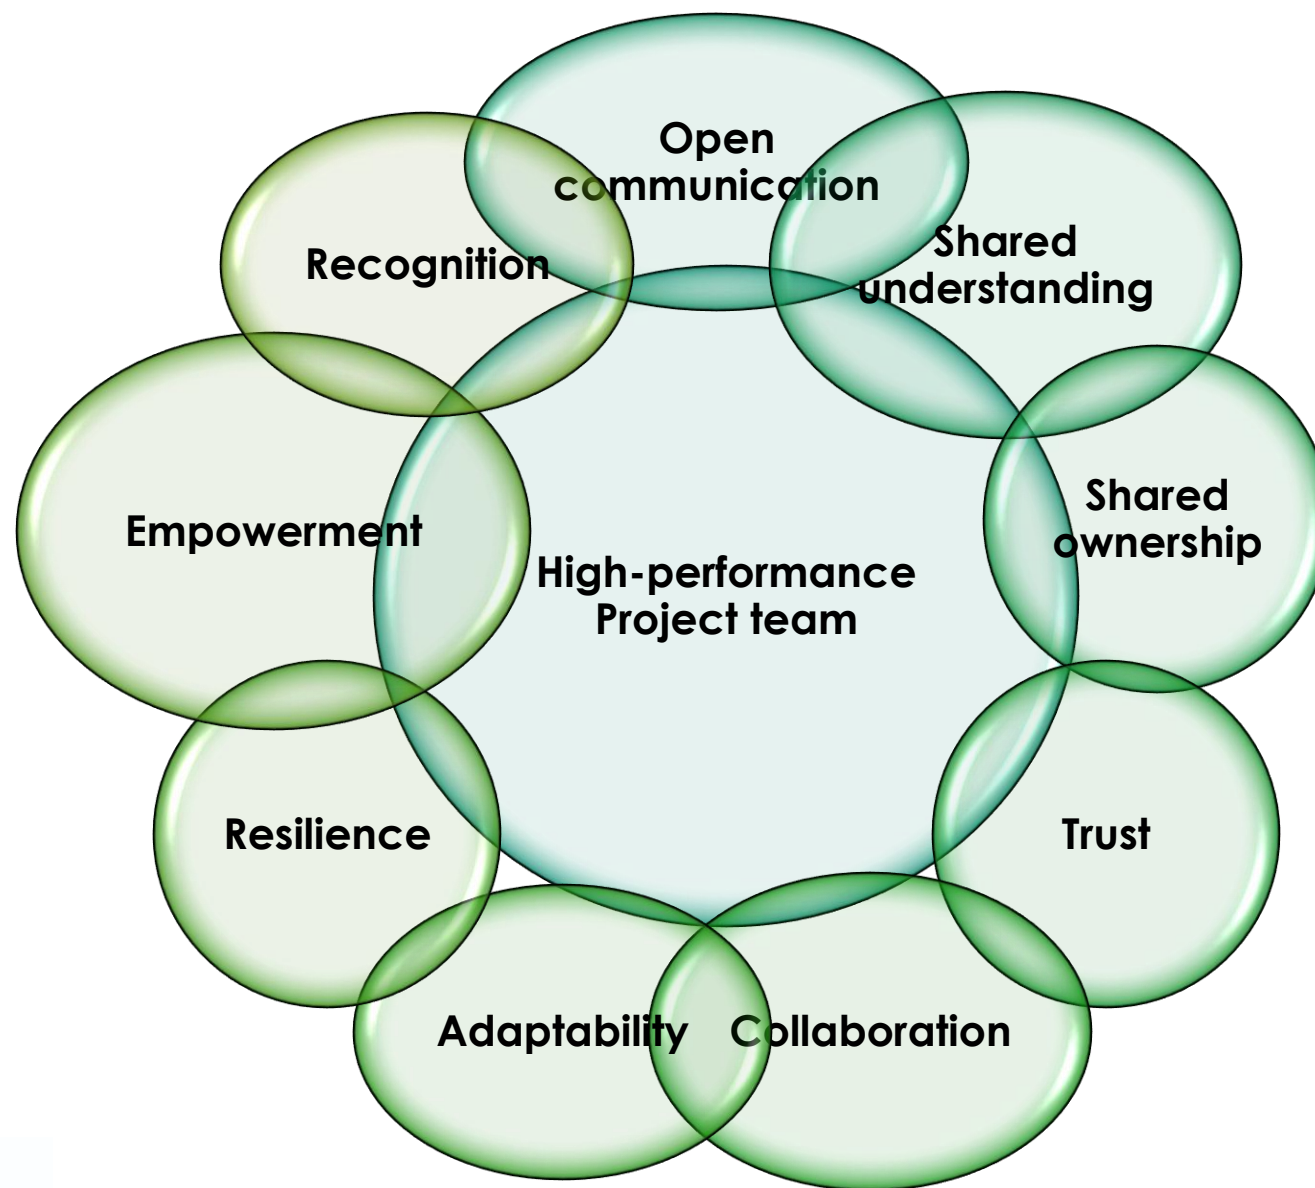 Open
communication
Shared
understanding
Shared
ownership
Trust
Collaboration
Adaptability
Resilience
Empowerment
Recognition
High-performance
Project team